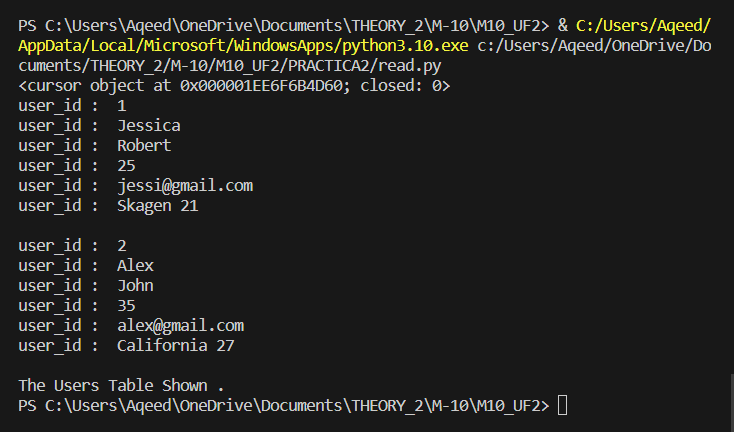 PS C:\Users\Aqeed\OneDrive\Documents\THEORY_2\M-10\M10_UF2> & C:/Users/Aqeed/
AppData/Local/Microsoft/WindowsApps/python3.10.exe c:/Users/Aqeed/OneDrive/Do
cuments/THEORY_2/M-10/M10_UF2/PRACTICA2/read.py
<cursor object at 0x000001EE6F6B4D60; closed: 0>
user_id :  1
user_id :  Jessica
user_id :  Robert
user_id :  25
user_id :  jessi@gmail.com
user_id :  Skagen 21

user_id :  2
user_id :  Alex
user_id :  John
user_id :  35
user_id :  alex@gmail.com
user_id :  California 27

The Users Table Shown .
PS C:\Users\Aqeed\OneDrive\Documents\THEORY_2\M-10\M10_UF2>